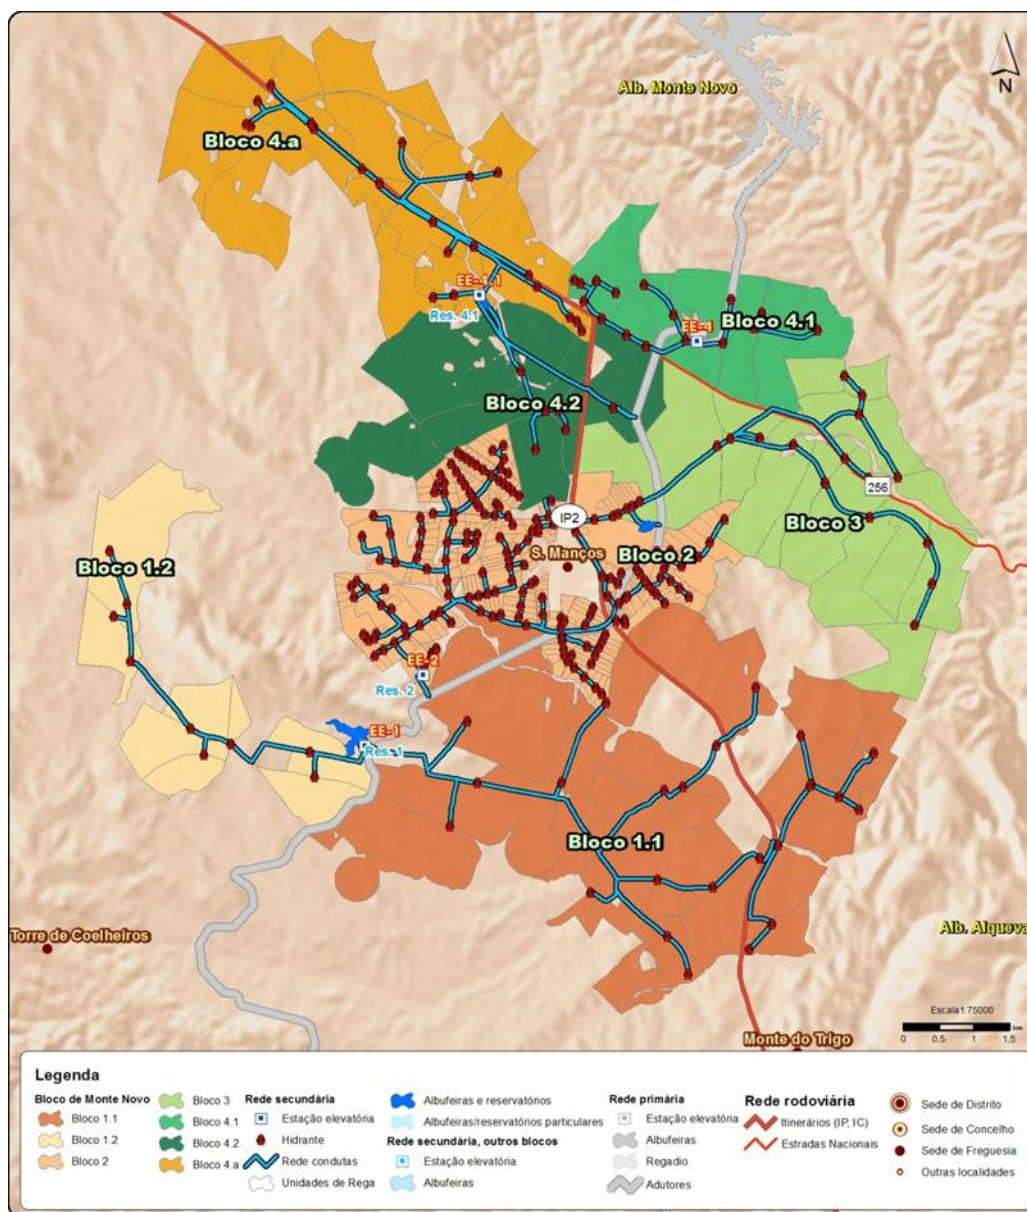 N
Alb. Monte Novo
Bloco 4.a
EE-4.1
Res. 4.1
EE-4
Bloco 4.1
Bloco 4.2
256
IP2
Bloco 3
S. Manços
Bloco 2
Bloco 1.2
EE-2
Res. 2
EE-1
Res. 1
Bloco 1.1
Torre de Coelheiros
Alb. Alqueva
Escala1:75000
0 0,5 1 1,5 km
Monte do Trigo
Legenda
Bloco de Monte Novo
Bloco 1.1
Bloco 1.2
Bloco 2
Bloco 3
Bloco 4.1
Bloco 4.2
Bloco 4.a
Rede secundária
Estação elevatória
Hidrante
Rede condutas
Unidades de Rega
Albufeiras e reservatórios
Albufeiras/reservatórios particulares
Rede secundária, outros blocos
Estação elevatória
Albufeiras
Rede primária
Estação elevatória
Albufeiras
Regadio
Adutores
Rede rodoviária
Itinerários (IP, IC)
Estradas Nacionais
Sede de Distrito
Sede de Concelho
Sede de Freguesia
Outras localidades